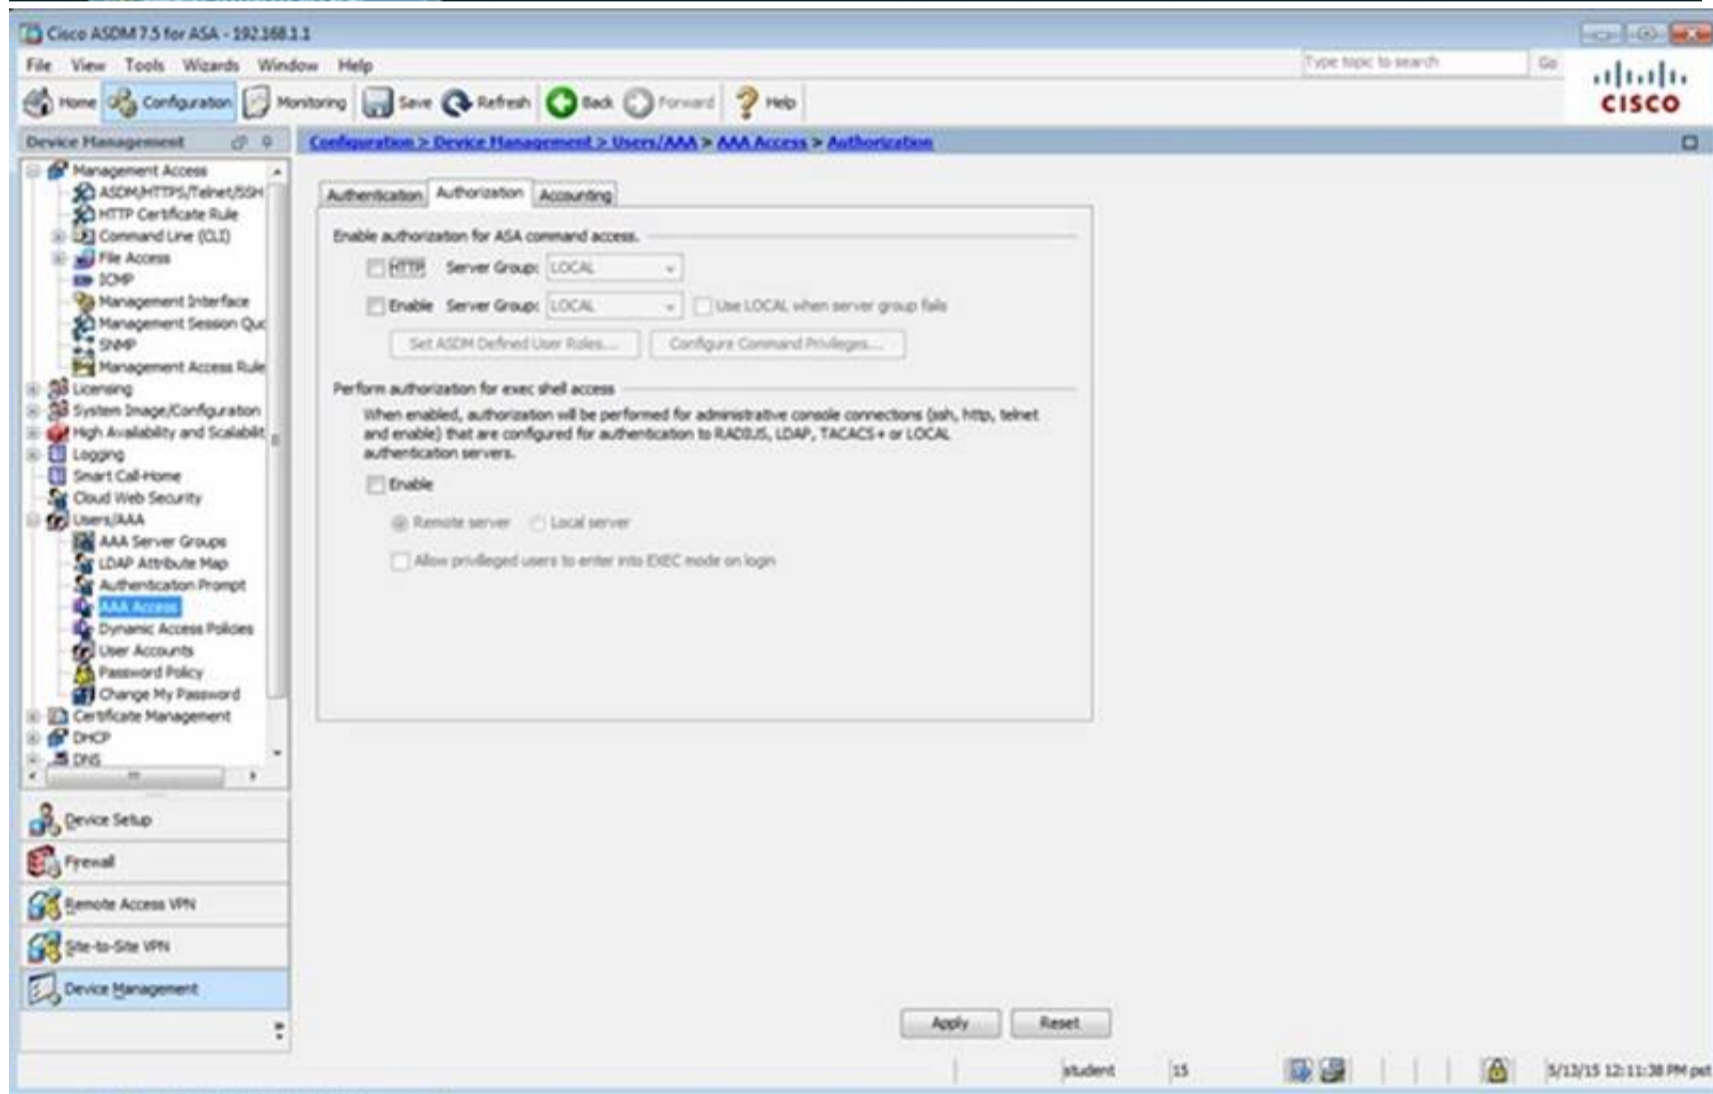 Cisco ASDM 7.5 for ASA - 192.168.1.1
File View Tools Wizards Window Help
Type topic to search Go
CISCO
Home Configuration Monitoring Save Refresh Back Forward Help
Device Management
Configuration > Device Management > Users/AAA > AAA Access > Authorization
Management Access
ASDM/HTTPS/Telnet/SSH
HTTP Certificate Rule
Command Line (CLI)
File Access
ICMP
Management Interface
Management Session Quo
SNMP
Management Access Rule
Licensing
System Image/Configuration
High Availability and Scalabilit
Logging
Smart Call-Home
Cloud Web Security
Users/AAA
AAA Server Groups
LDAP Attribute Map
Authentication Prompt
AAA Access
Dynamic Access Policies
User Accounts
Password Policy
Change My Password
Certificate Management
DHCP
DNS
Device Setup
Firewall
Remote Access VPN
Site-to-Site VPN
Device Management
Authentication Authorization Accounting
Enable authorization for ASA command access.
HTTP Server Group: LOCAL
Enable Server Group: LOCAL Use LOCAL when server group fails
Set ASDM Defined User Roles.... Configure Command Privileges....
Perform authorization for exec shell access
When enabled, authorization will be performed for administrative console connections (ssh, http, telnet
and enable) that are configured for authentication to RADIUS, LDAP, TACACS+ or LOCAL
authentication servers.
Enable
Remote server Local server
Allow privileged users to enter into EXEC mode on login
Apply Reset
student 15 5/13/15 12:11:38 PM pst